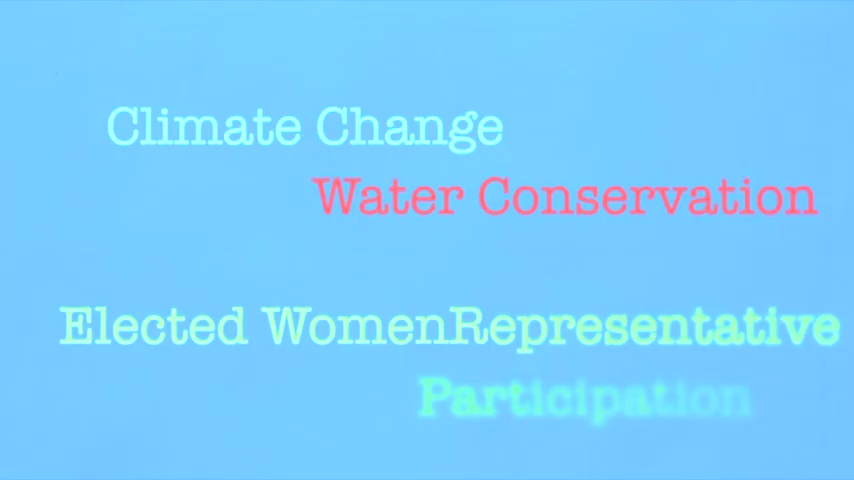 Climate Change
Water Conservation
Elected WomenRepresentative
Participation